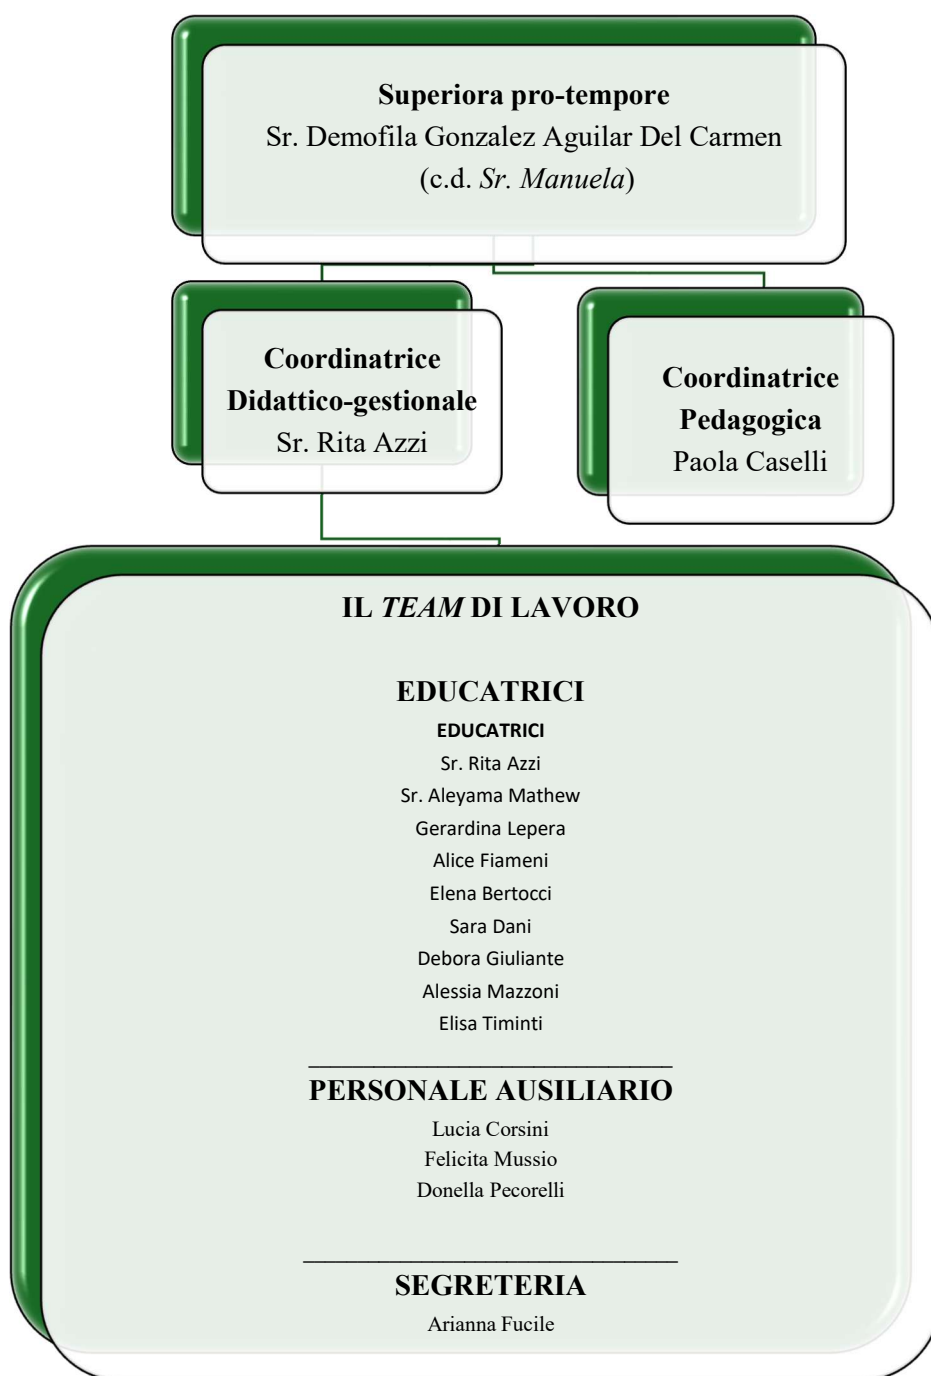 Superiora pro-tempore
Sr. Demofila Gonzalez Aguilar Del Carmen
(c.d. Sr. Manuela)
Coordinatrice
Didattico-gestionale
Sr. Rita Azzi
Coordinatrice
Pedagogica
Paola Caselli
IL TEAM DI LAVORO
EDUCATRICI
EDUCATRICI
Sr. Rita Azzi
Sr. Aleyama Mathew
Gerardina Lepera
Alice Fiameni
Elena Bertocci
Sara Dani
Debora Giuliante
Alessia Mazzoni
Elisa Timinti
PERSONALE AUSILIARIO
Lucia Corsini
Felicita Mussio
Donella Pecorelli
SEGRETERIA
Arianna Fucile